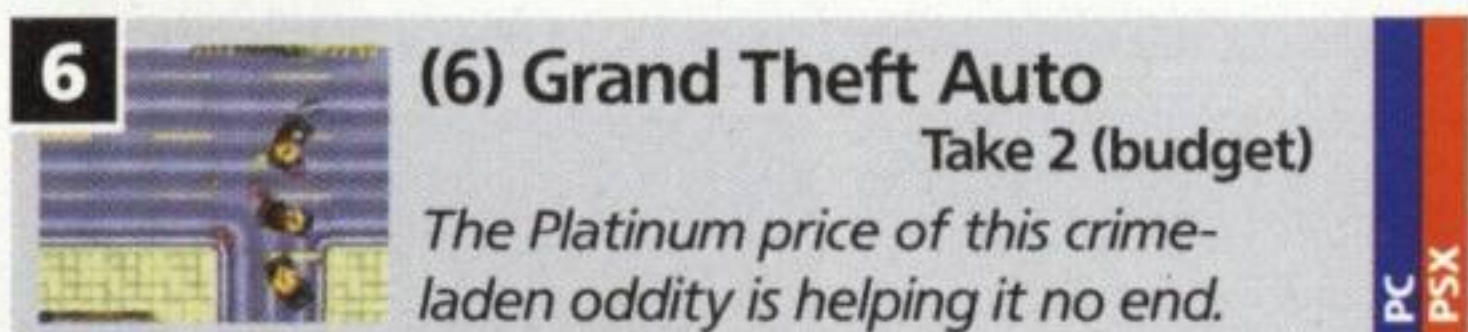 6
(6) Grand Theft Auto
Take 2 (budget)
The Platinum price of this crime-
laden oddity is helping it no end.
PC
PSX